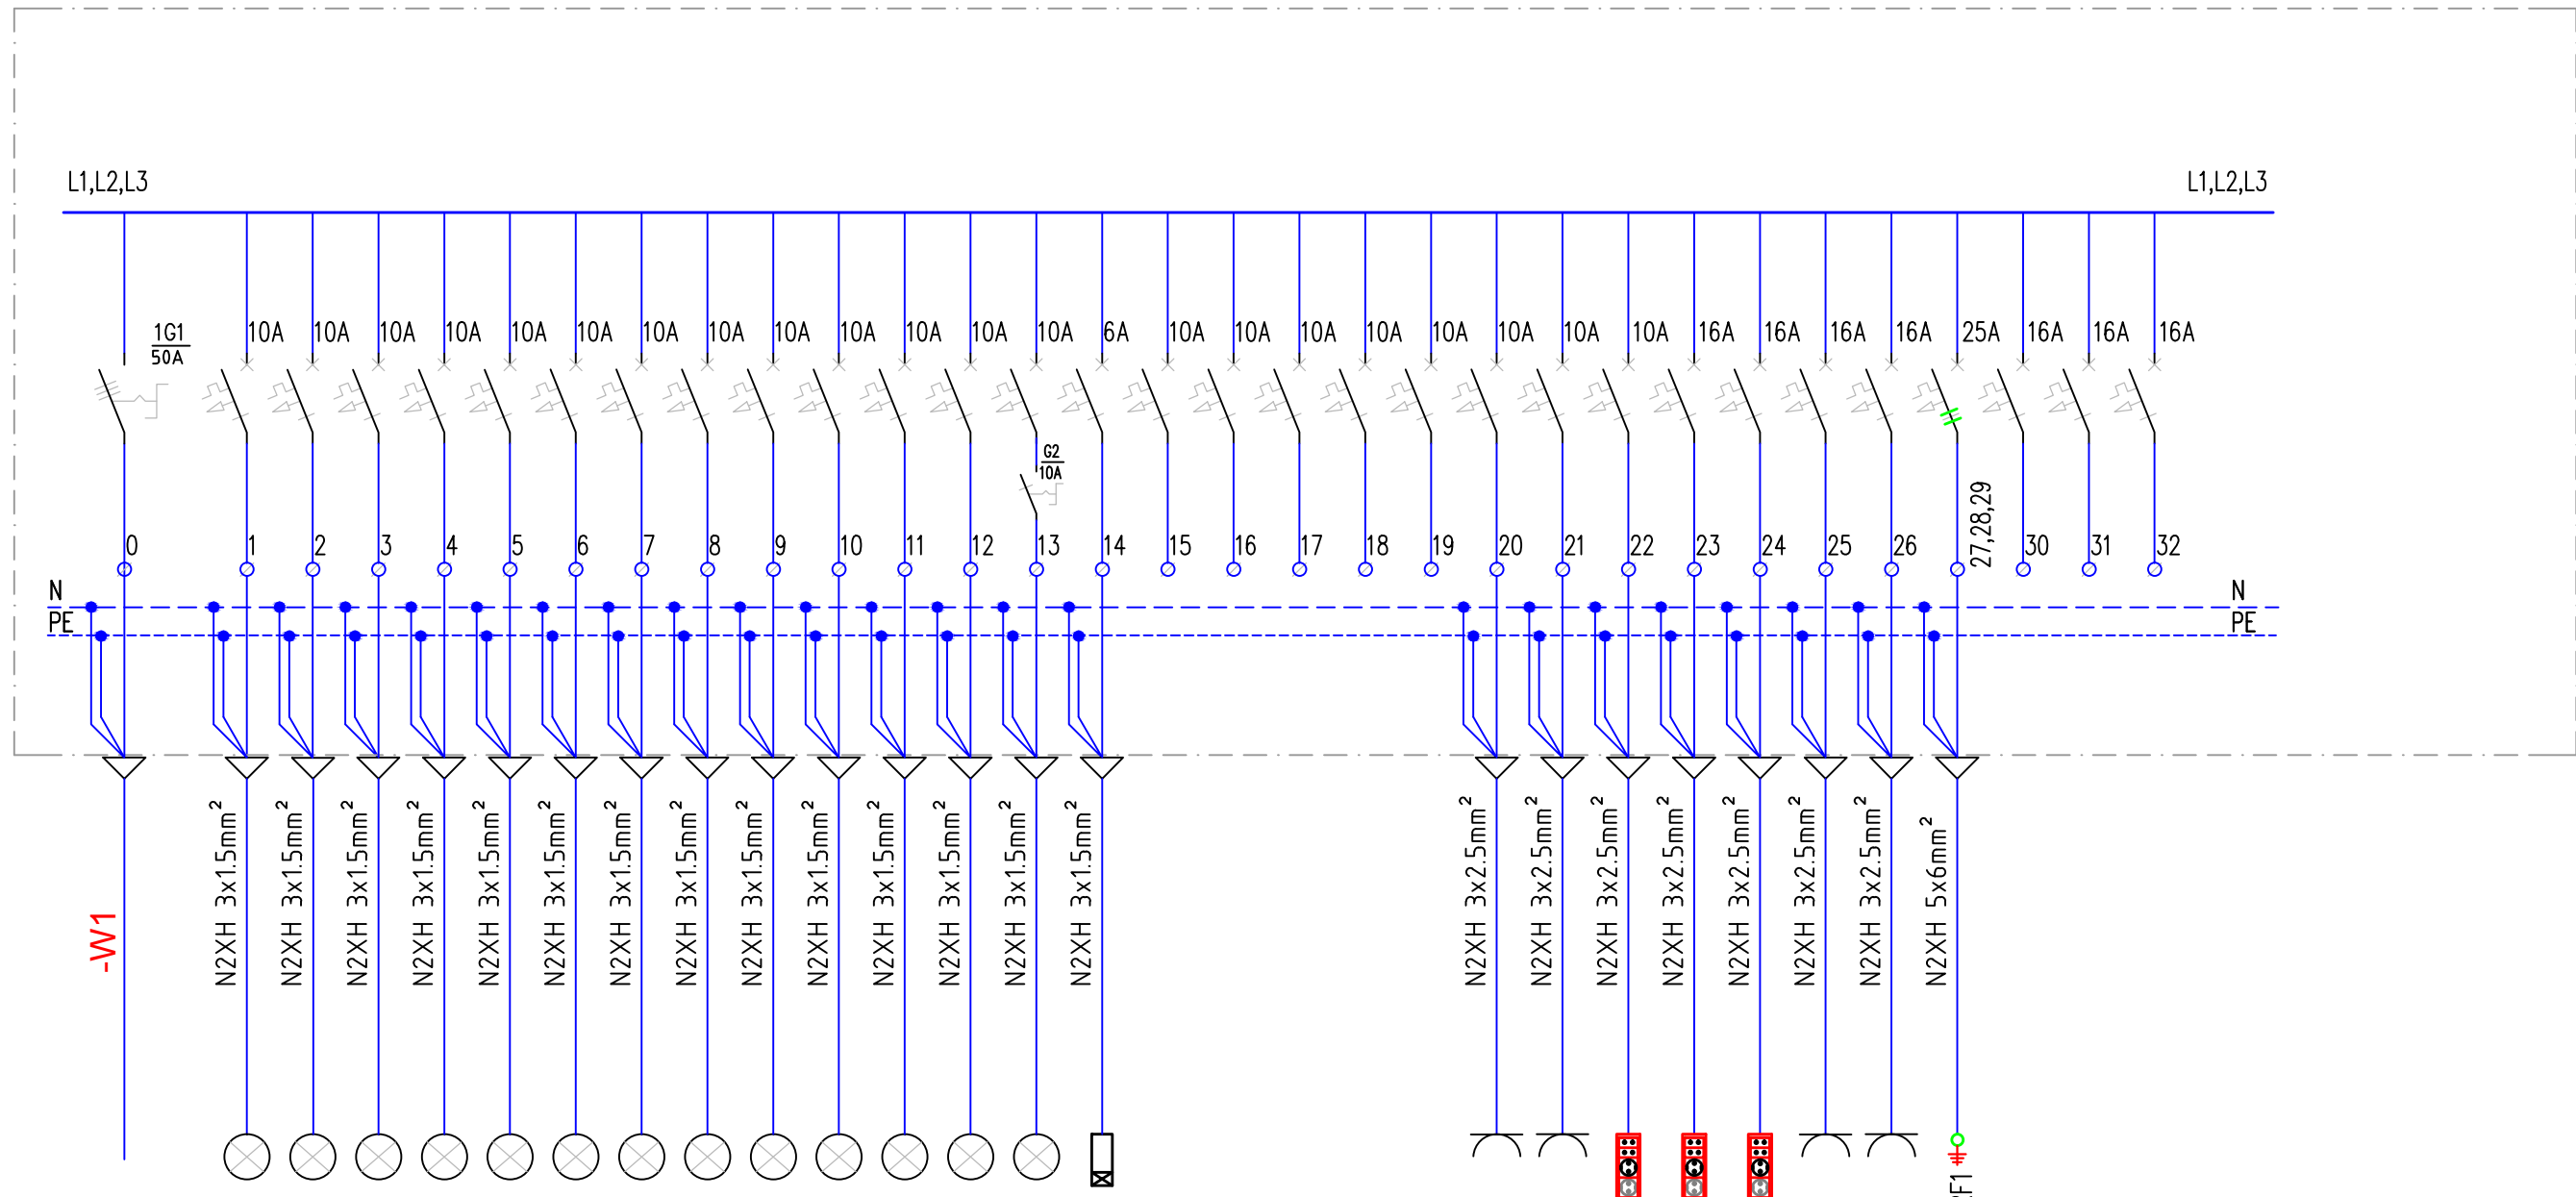 L1,L2,L3
L1,L2,L3
1G1
50A
10A 10A 10A 10A 10A 10A 10A 10A 10A 10A 10A 10A 10A 6A 10A 10A 10A 10A 10A 10A 10A 10A 16A 16A 16A 16A 25A 16A 16A 16A
G2
10A
27,28,29
0 1 2 3 4 5 6 7 8 9 10 11 12 13 14 15 16 17 18 19 20 21 22 23 24 25 26 30 31 32
N
N
PE
PE
-W1
N2XH 3x1.5mm²
N2XH 3x1.5mm²
N2XH 3x1.5mm²
N2XH 3x1.5mm²
N2XH 3x1.5mm²
N2XH 3x1.5mm²
N2XH 3x1.5mm²
N2XH 3x1.5mm²
N2XH 3x1.5mm²
N2XH 3x1.5mm²
N2XH 3x1.5mm²
N2XH 3x1.5mm²
N2XH 3x1.5mm²
N2XH 3x1.5mm²
N2XH 3x2.5mm²
N2XH 3x2.5mm²
N2XH 3x2.5mm²
N2XH 3x2.5mm²
N2XH 3x2.5mm²
N2XH 3x2.5mm²
N2XH 3x2.5mm²
N2XH 5x6mm²